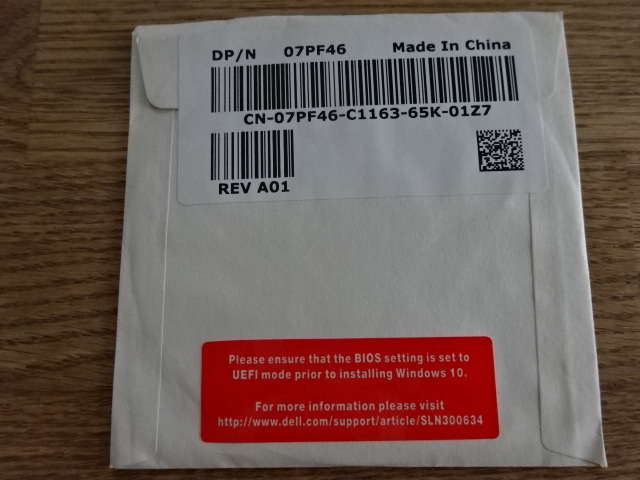 DP/N 07PF46 Made In China
CN-07PF46-C1163-65K-01Z7
REV A01
Please ensure that the BIOS setting is set to
UEFI mode prior to installing Windows 10.
For more information please visit
http://www.dell.com/support/article/SLN300634